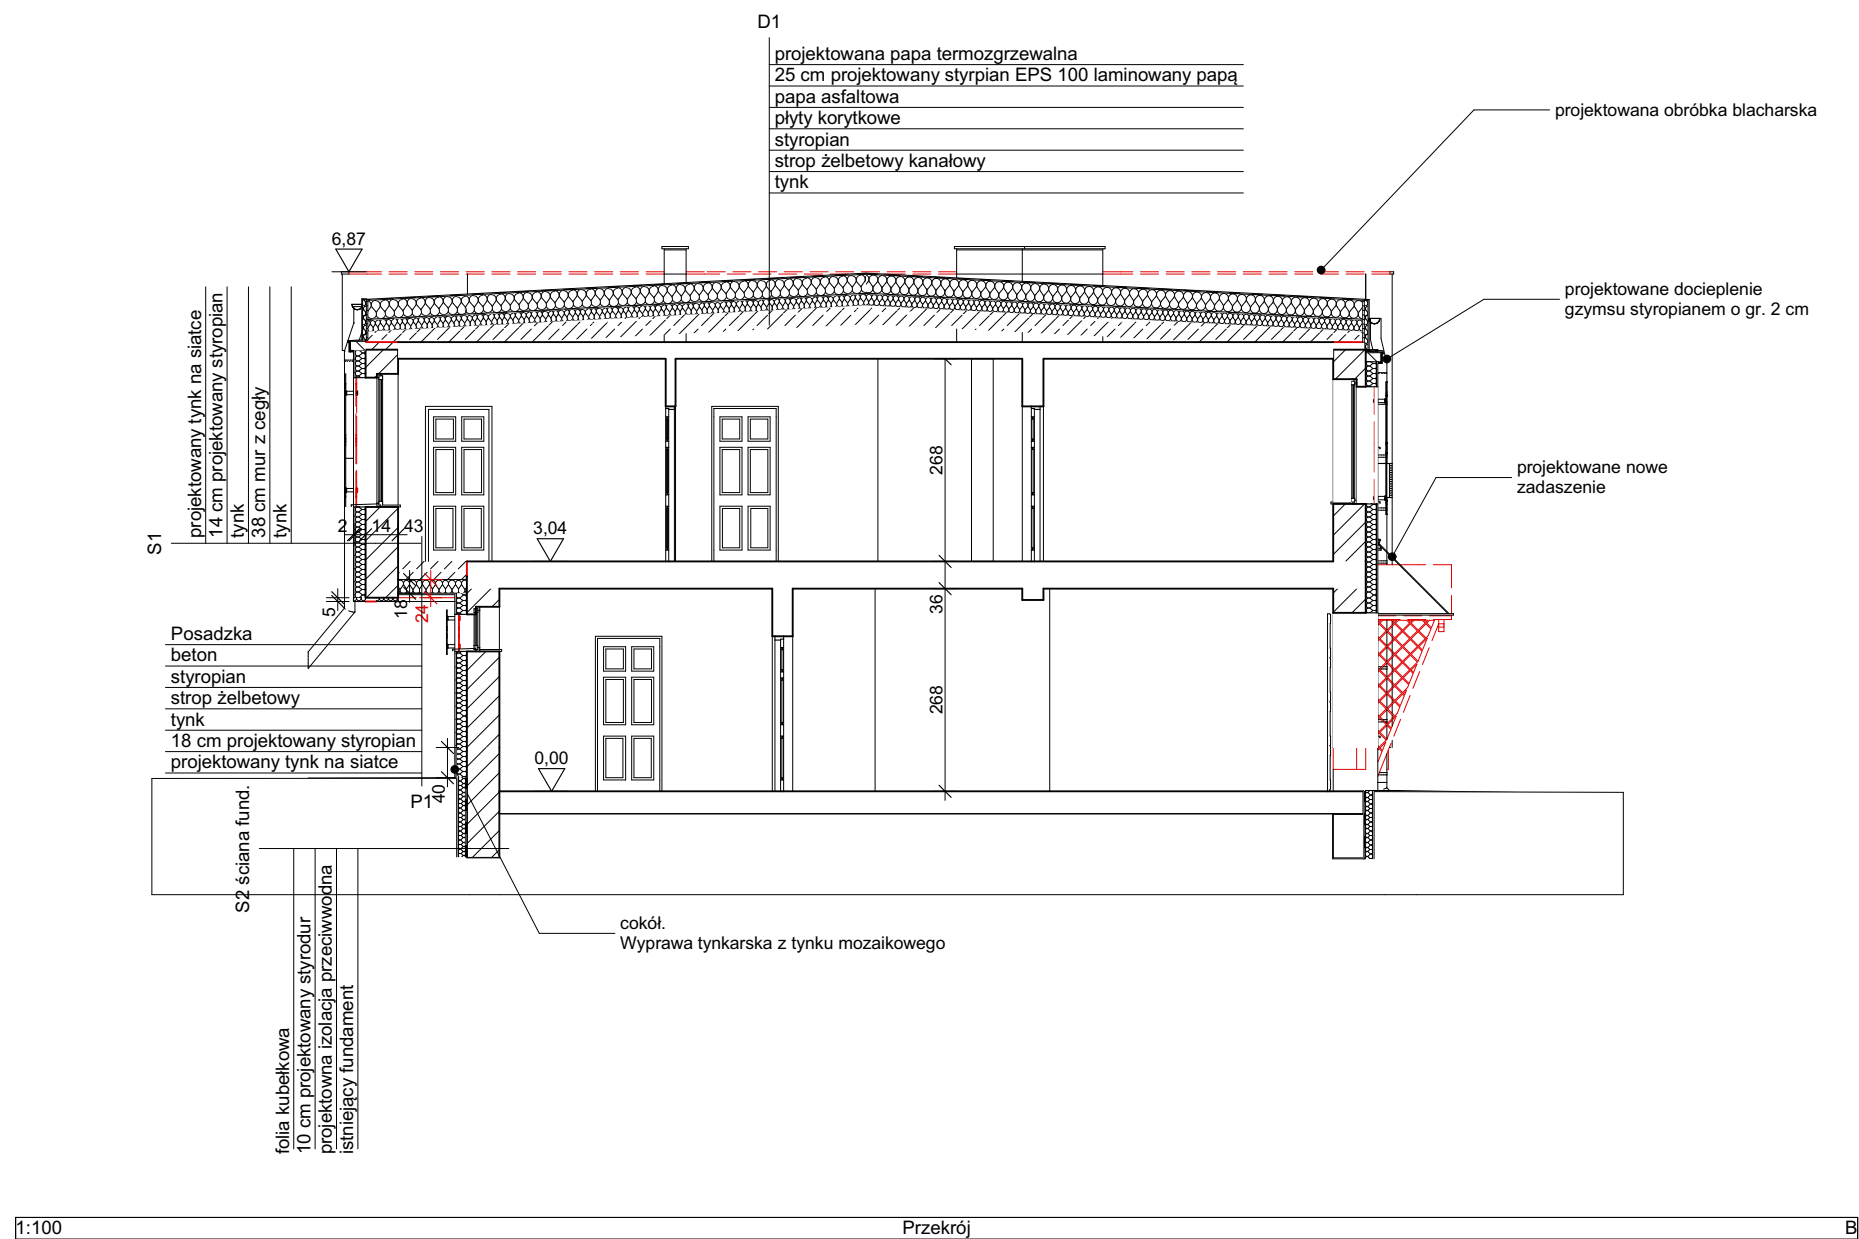 D1
projektowana papa termozgrzewalna
25 cm projektowany styrpian EPS 100 laminowany papą
papa asfaltowa
płyty korytkowe
styropian
strop żelbetowy kanałowy
tynk
projektowana obróbka blacharska
6,87
projektowane docieplenie
gzymsu styropianem o gr. 2 cm
projektowane nowe
zadaszenie
S1
projektowany tynk na siatce
14 cm projektowany styropian
tynk
38 cm mur z cegły
tynk
2
14
43
3,04
268
5
18
24
36
Posadzka
beton
styropian
strop żelbetowy
tynk
18 cm projektowany styropian
projektowany tynk na siatce
268
0,00
P1
40
S2 ściana fund.
folia kubełkowa
10 cm projektowany styrodur
projektowna izolacja przeciwwodna
istniejący fundament
cokół.
Wyprawa tynkarska z tynku mozaikowego
1:100
Przekrój
B